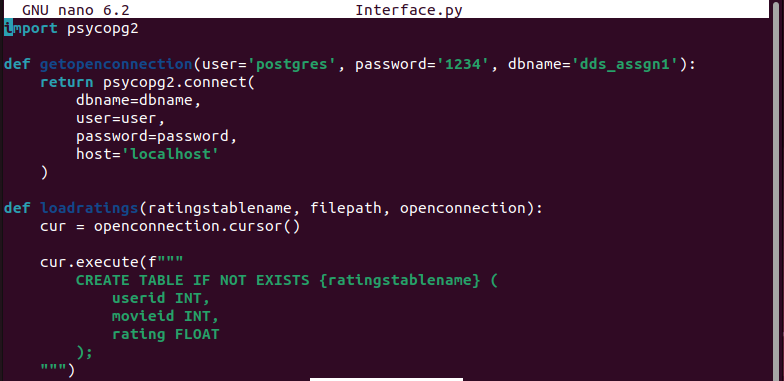 GNU nano 6.2 Interface.py
import psycopg2
def getopenconnection(user='postgres', password='1234', dbname='dds_assgn1'):
    return psycopg2.connect(
        dbname=dbname,
        user=user,
        password=password,
        host='localhost'
    )
def loadratings(ratingstablename, filepath, openconnection):
    cur = openconnection.cursor()
    cur.execute(f"""
        CREATE TABLE IF NOT EXISTS {ratingstablename} (
            userid INT,
            movieid INT,
            rating FLOAT
        );
    """)